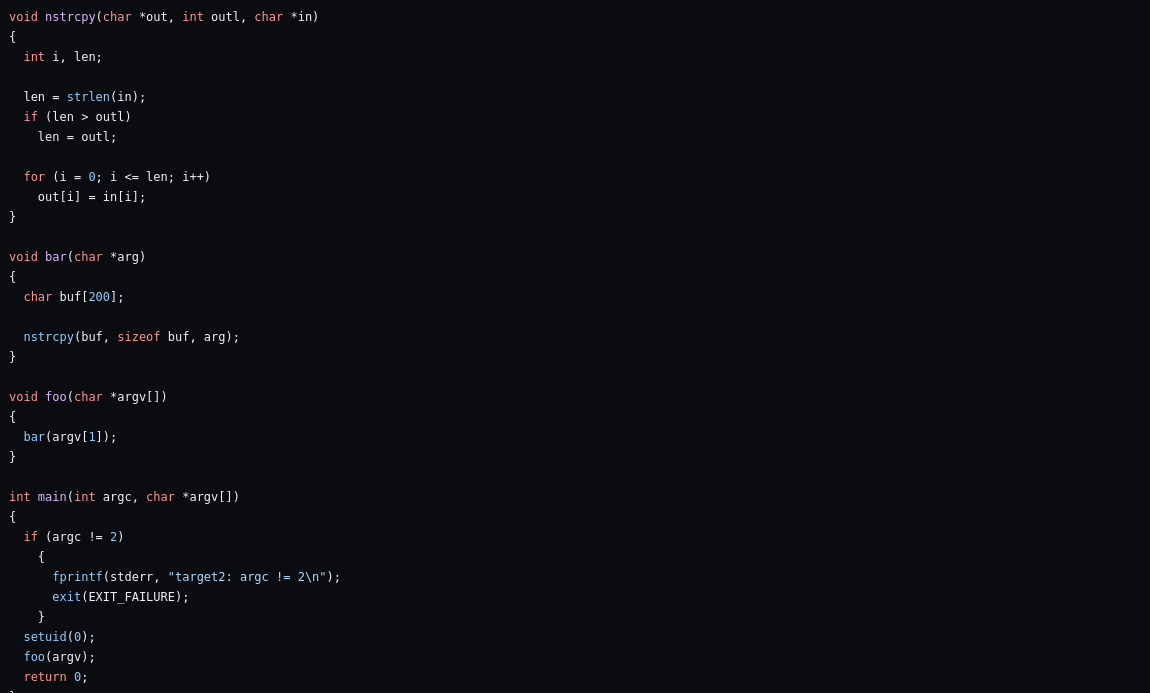 void nstrcpy(char *out, int outl, char *in)
{
  int i, len;

  len = strlen(in);
  if (len > outl)
    len = outl;

  for (i = 0; i <= len; i++)
    out[i] = in[i];
}

void bar(char *arg)
{
  char buf[200];

  nstrcpy(buf, sizeof buf, arg);
}

void foo(char *argv[])
{
  bar(argv[1]);
}

int main(int argc, char *argv[])
{
  if (argc != 2)
    {
      fprintf(stderr, "target2: argc != 2\n");
      exit(EXIT_FAILURE);
    }
  setuid(0);
  foo(argv);
  return 0;